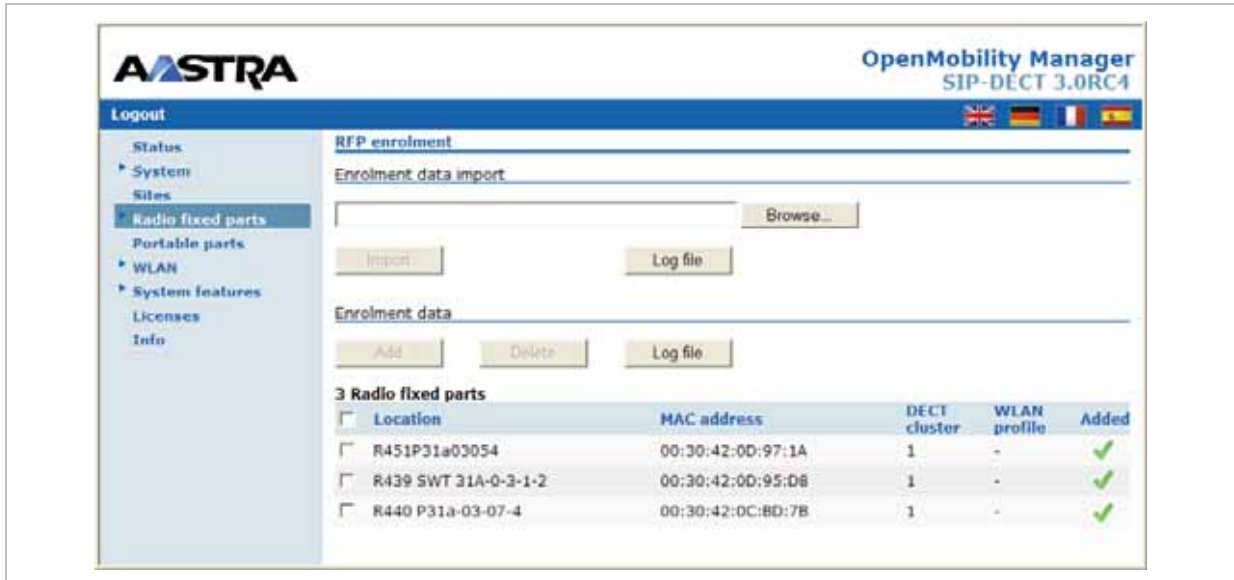 AASTRA
OpenMobility Manager
SIP-DECT 3.0RC4
Logout
Status
System
Sites
Radio fixed parts
Portable parts
WLAN
System features
Licenses
Info
RFP enrolment
Enrolment data import
Browse...
Import
Log file
Enrolment data
Add
Delete
Log file
3 Radio fixed parts
Location MAC address DECT cluster WLAN profile Added
R451P31a03054 00:30:42:0D:97:1A 1 -
R439 SWT 31A-0-3-1-2 00:30:42:0D:95:D8 1 -
R440 P31a-03-07-4 00:30:42:0C:BD:7B 1 -